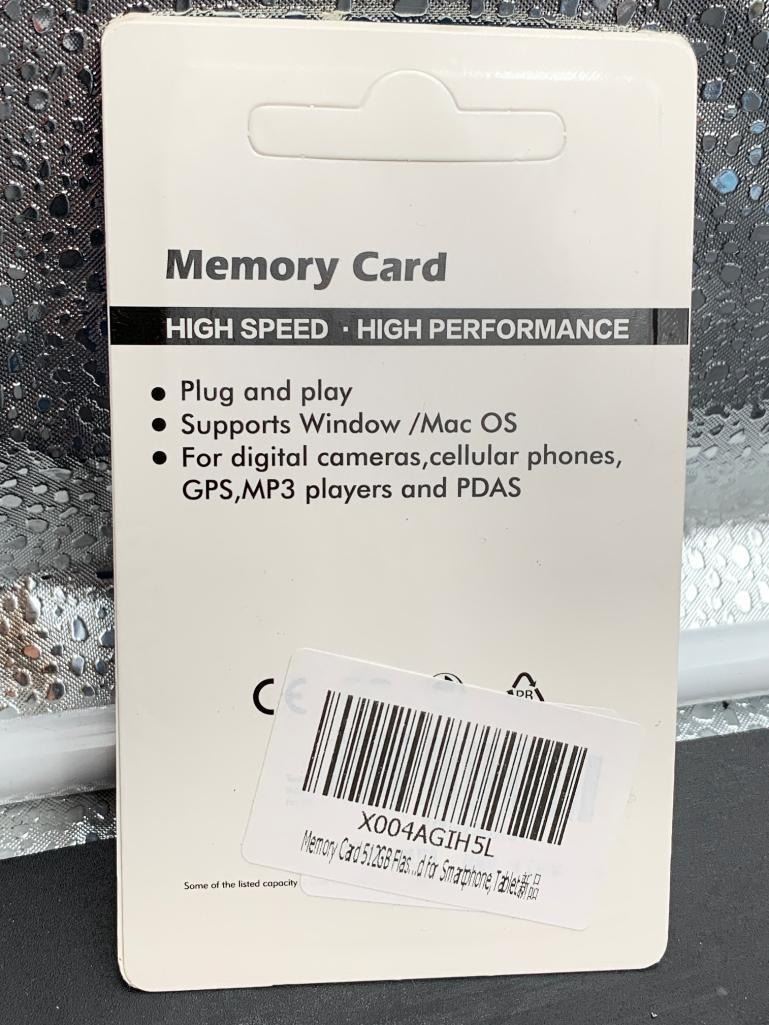 Memory Card
HIGH SPEED · HIGH PERFORMANCE
● Plug and play
● Supports Window /Mac OS
● For digital cameras,cellular phones,
GPS,MP3 players and PDAS
CE
X004AGIH5L
Memory Card 512GB Flas...d for Smartphone, Tablet新品
Some of the listed capacity